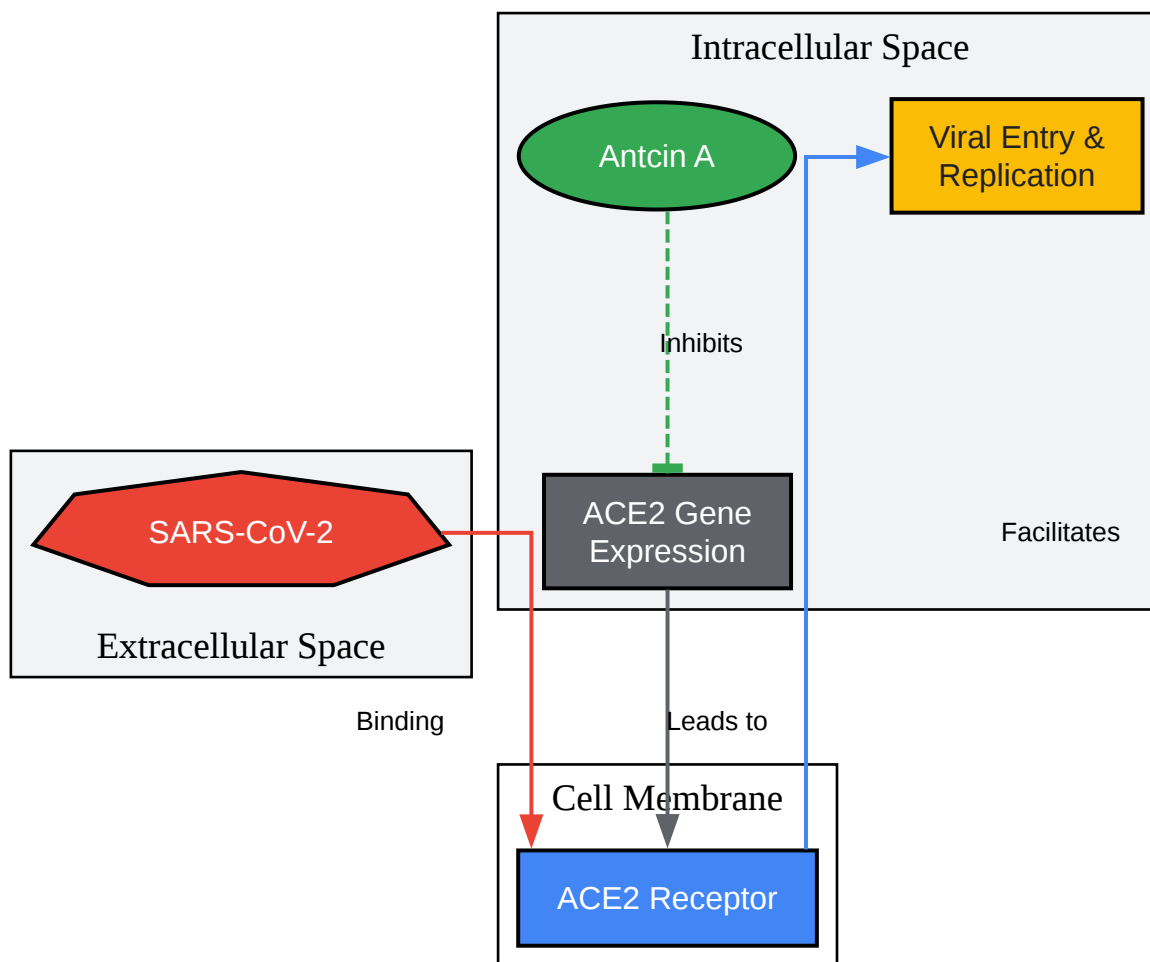 Intracellular Space
Antcin A
Viral Entry &
Replication
Inhibits
ACE2 Gene
Expression
Facilitates
SARS-CoV-2
Extracellular Space
Binding
Leads to
Cell Membrane
ACE2 Receptor